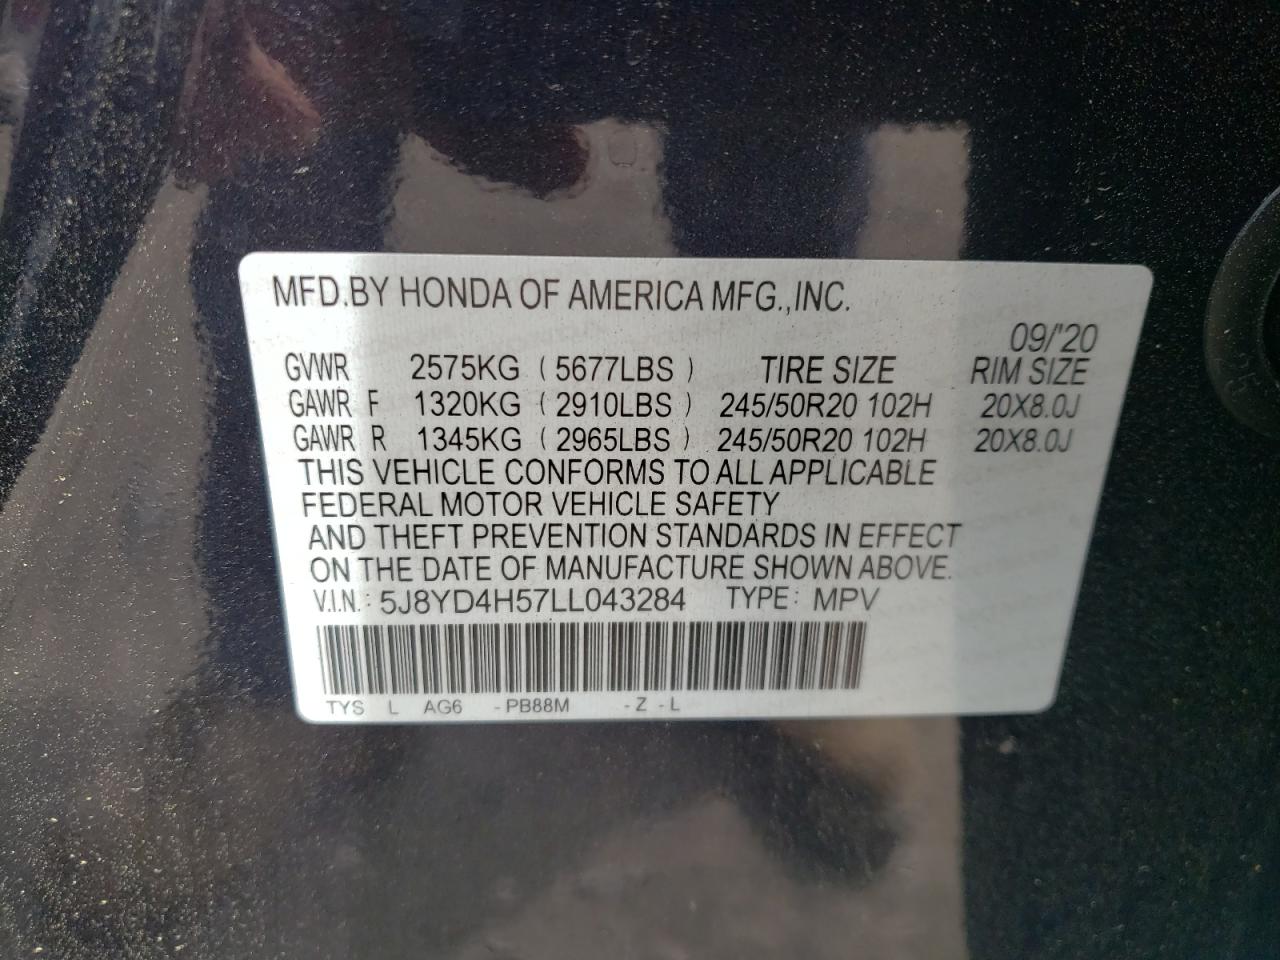 MFD.BY HONDA OF AMERICA MFG.,INC.
09/'20
GVWR 2575KG ( 5677LBS ) TIRE SIZE RIM SIZE
GAWR F 1320KG ( 2910LBS ) 245/50R20 102H 20X8.0J
GAWR R 1345KG ( 2965LBS ) 245/50R20 102H 20X8.0J
THIS VEHICLE CONFORMS TO ALL APPLICABLE
FEDERAL MOTOR VEHICLE SAFETY
AND THEFT PREVENTION STANDARDS IN EFFECT
ON THE DATE OF MANUFACTURE SHOWN ABOVE.
V.I.N.: 5J8YD4H57LL043284 TYPE: MPV
TYS L AG6 -PB88M -Z -L